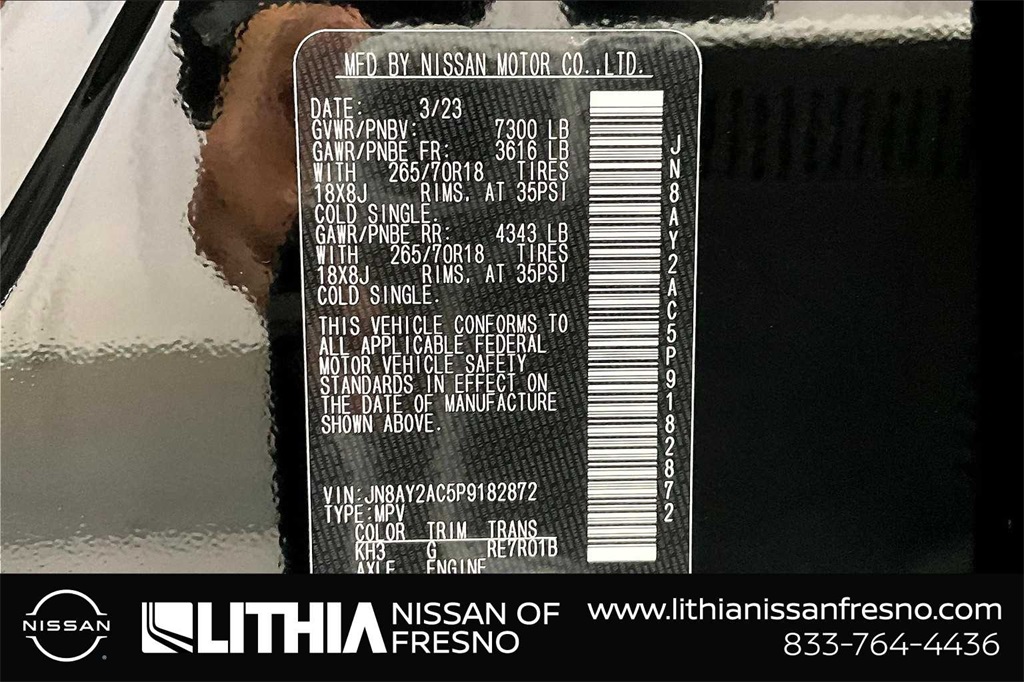 MFD BY NISSAN MOTOR CO.,LTD.
DATE: 3/23
GVWR/PNBV: 7300 LB
GAWR/PNBE FR: 3616 LB
WITH 265/70R18 TIRES
18X8J RIMS. AT 35PSI
COLD SINGLE.
GAWR/PNBE RR: 4343 LB
WITH 265/70R18 TIRES
18X8J RIMS. AT 35PSI
COLD SINGLE.
THIS VEHICLE CONFORMS TO
ALL APPLICABLE FEDERAL
MOTOR VEHICLE SAFETY
STANDARDS IN EFFECT ON
THE DATE OF MANUFACTURE
SHOWN ABOVE.
VIN:JN8AY2AC5P9182872
TYPE:MPV
COLOR TRIM TRANS
KH3 G RE7R01B
AXLE ENGINE
JN8AY2AC5P9182872
NISSAN
LITHIA
NISSAN OF
FRESNO
www.lithianissanfresno.com
833-764-4436